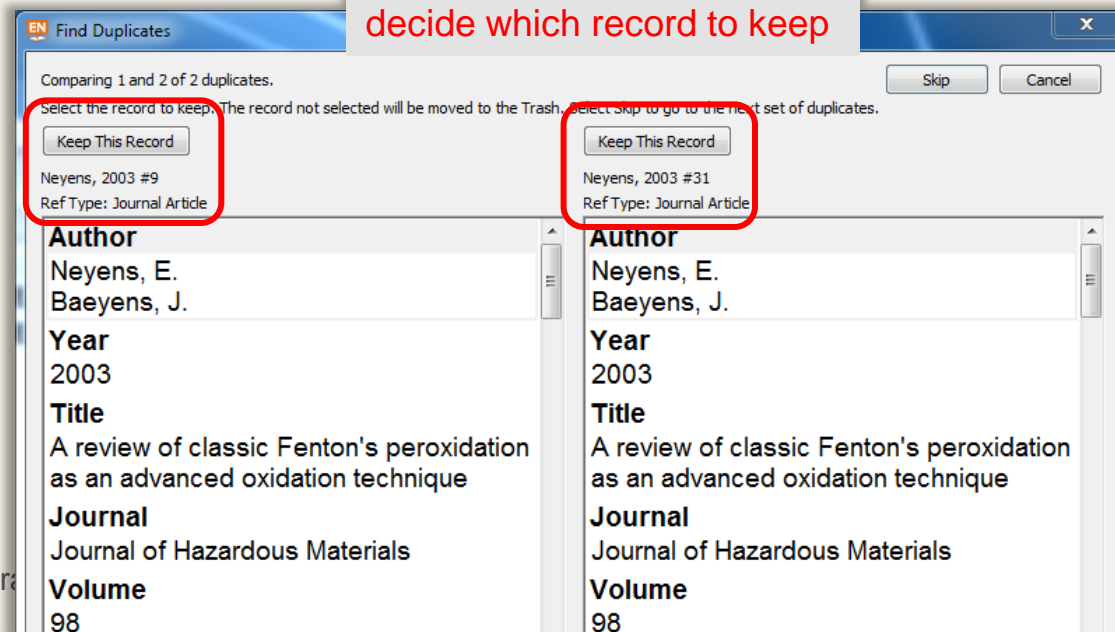 decide which record to keep
EN Find Duplicates
x
Comparing 1 and 2 of 2 duplicates.
Skip
Cancel
Select the record to keep. The record not selected will be moved to the Trash. Select Skip to go to the next set of duplicates.
Keep This Record
Neyens, 2003 #9
Ref Type: Journal Article
Author
Neyens, E.
Baeyens, J.
Year
2003
Title
A review of classic Fenton's peroxidation
as an advanced oxidation technique
Journal
Journal of Hazardous Materials
Volume
98
Keep This Record
Neyens, 2003 #31
Ref Type: Journal Article
Author
Neyens, E.
Baeyens, J.
Year
2003
Title
A review of classic Fenton's peroxidation
as an advanced oxidation technique
Journal
Journal of Hazardous Materials
Volume
98